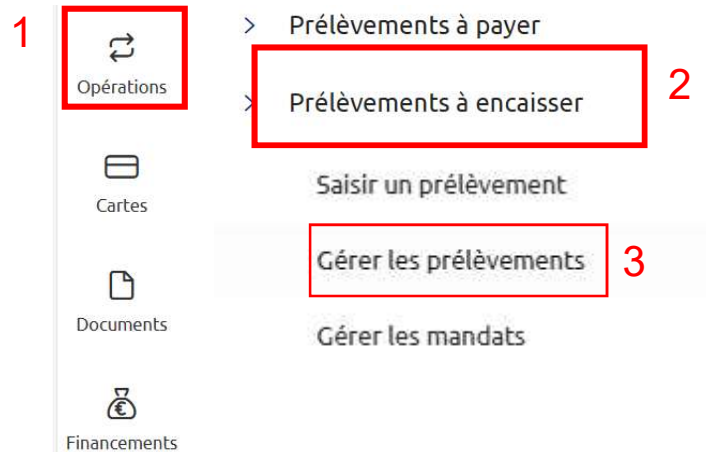 1
Opérations
Cartes
Documents
Financements
Prélèvements à payer
Prélèvements à encaisser
2
Saisir un prélèvement
Gérer les prélèvements
3
Gérer les mandats